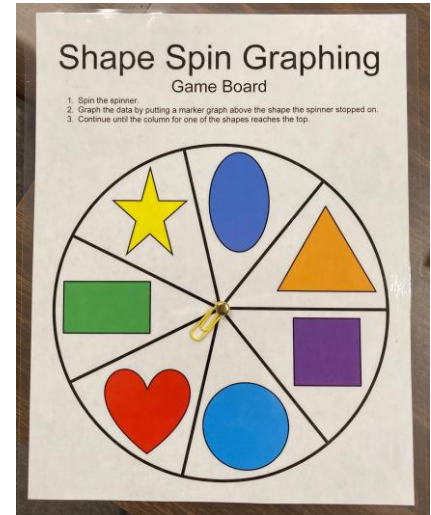 Shape Spin Graphing
Game Board
1. Spin the spinner.
2. Graph the data by putting a marker graph above the shape the spinner stopped on.
3. Continue until the column for one of the shapes reaches the top.